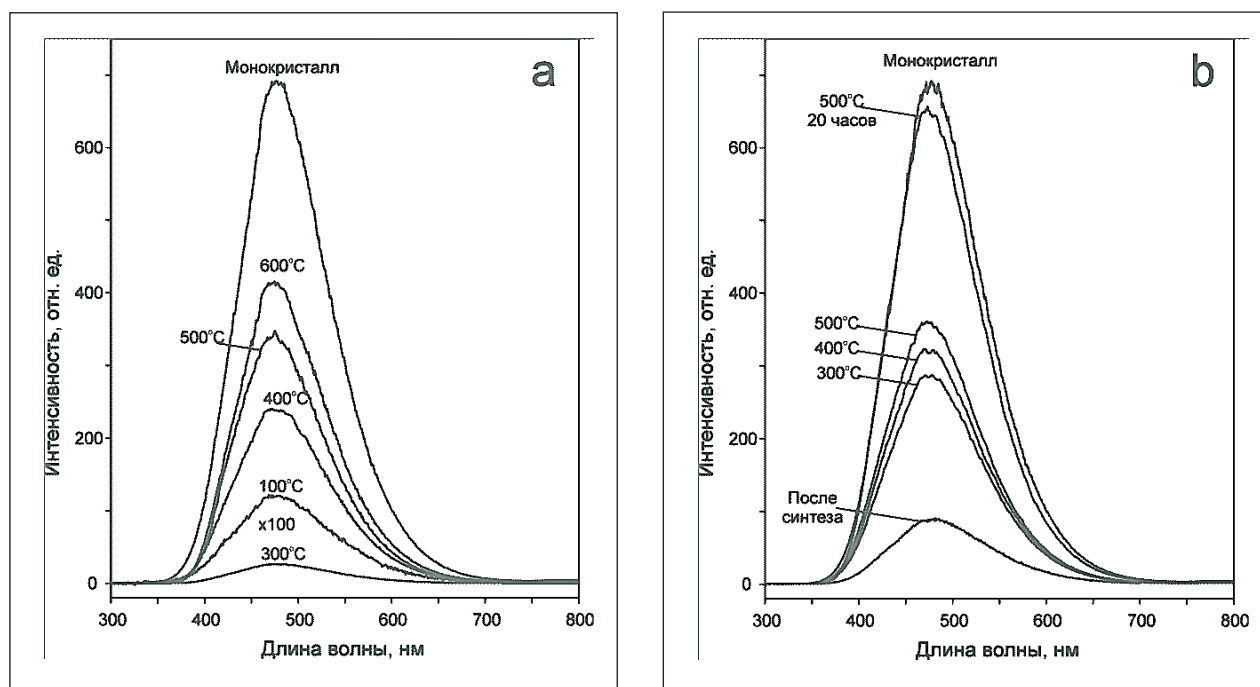 a
Монокристалл
600°C
500°C
400°C
100°C
x100
300°C
600
400
200
0
300 400 500 600 700 800
Интенсивность, отн. ед.
Длина волны, нм
b
Монокристалл
500°C
20 часов
500°C
400°C
300°C
После
синтеза
600
400
200
0
300 400 500 600 700 800
Интенсивность, отн. ед.
Длина волны, нм